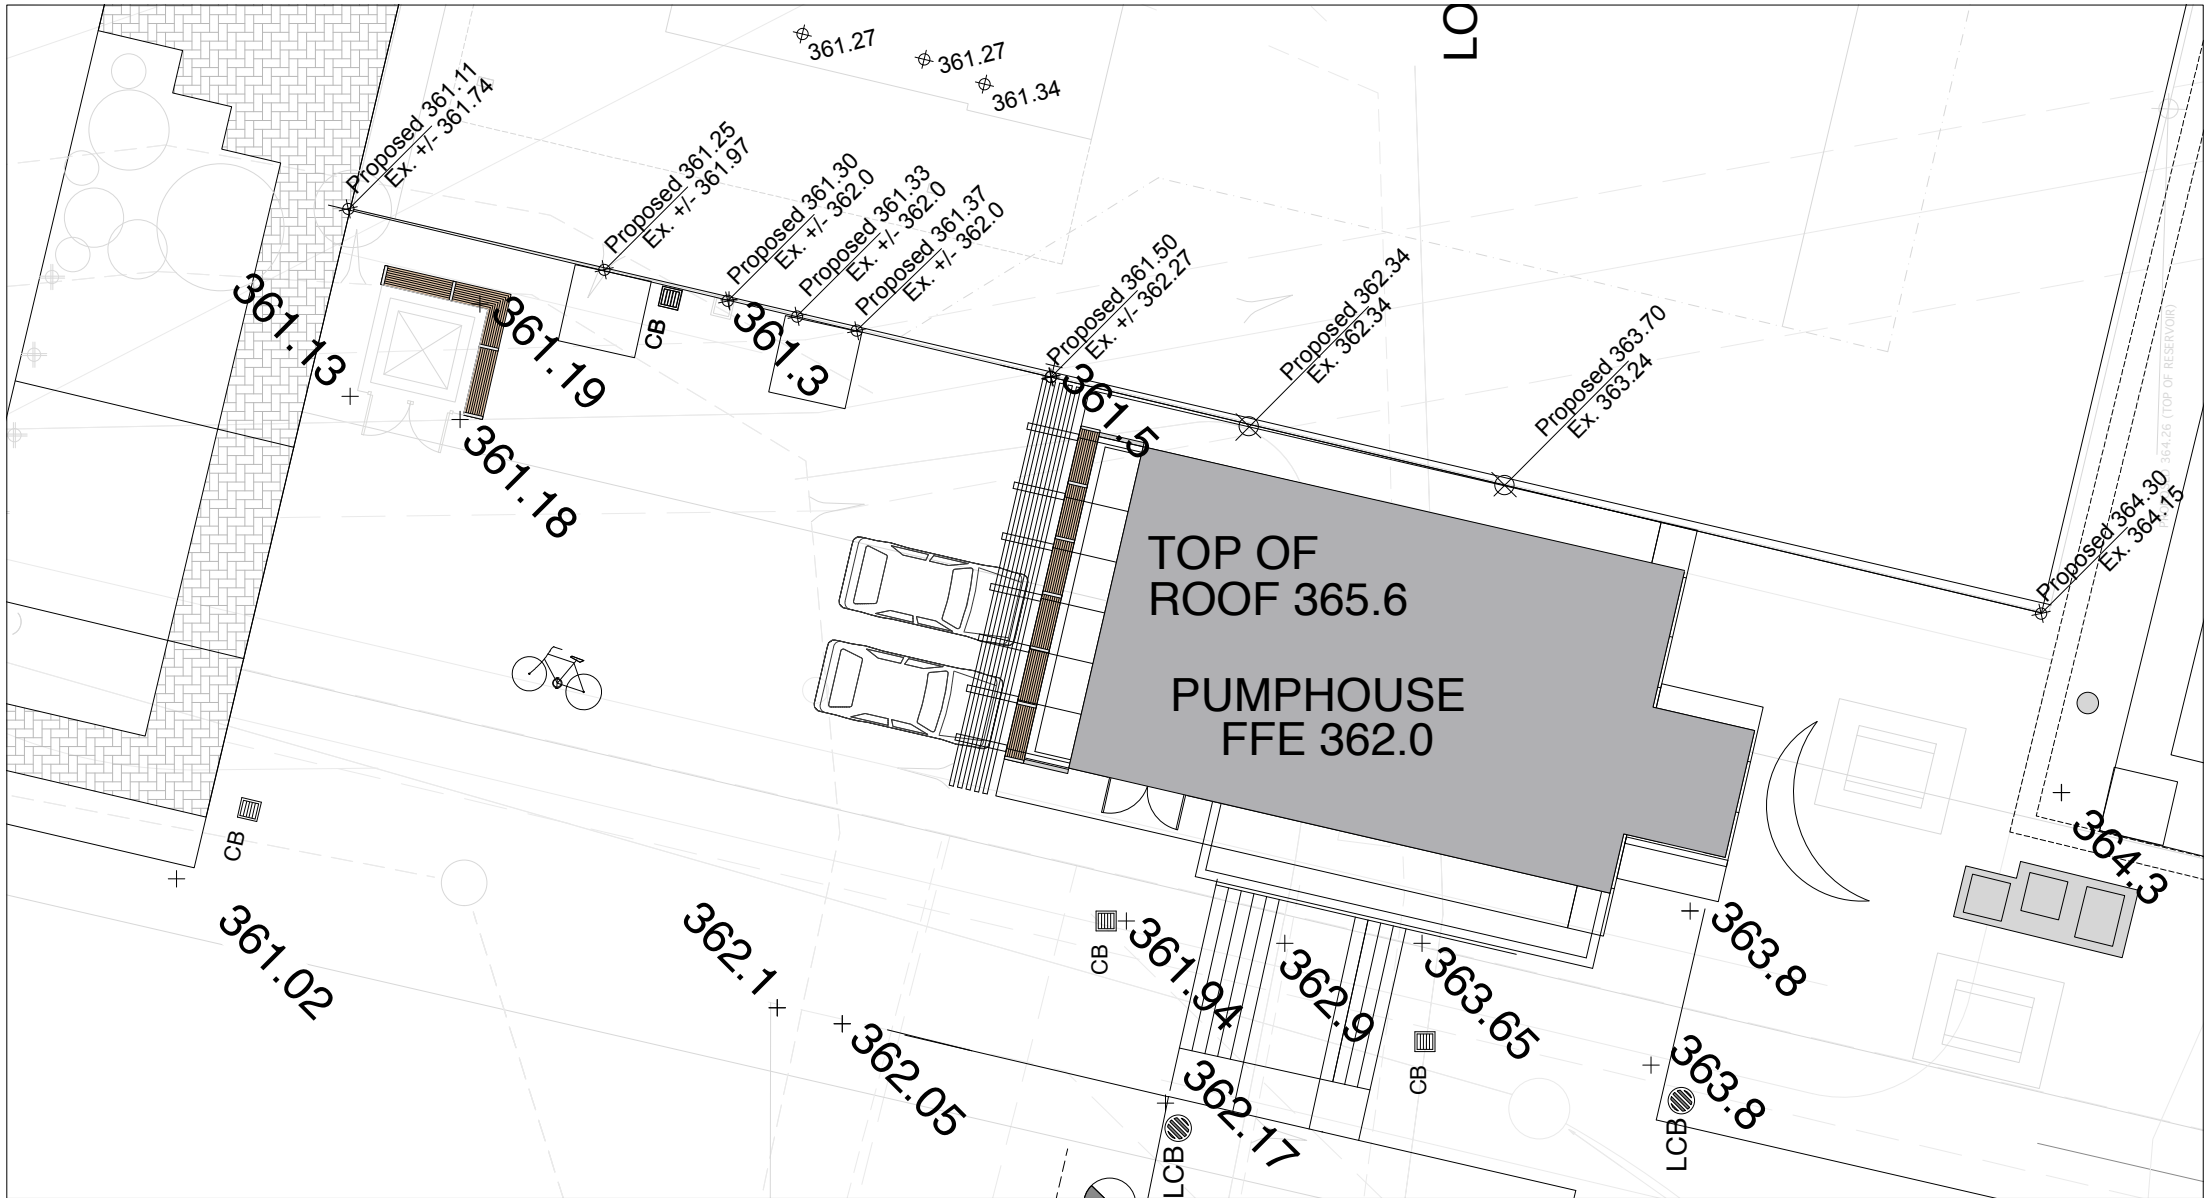 LO
361.27
361.27
361.34
Proposed 361.11
Ex. +/- 361.74
Proposed 361.25
Ex. +/- 361.97
Proposed 361.30
Ex. +/- 362.0
Proposed 361.33
Ex. +/- 362.0
Proposed 361.37
Ex. +/- 362.0
Proposed 361.50
Ex. +/- 362.27
Proposed 362.34
Ex. 362.34
Proposed 363.70
Ex. 363.24
Proposed 364.30
Ex. 364.15
364.26 (TOP OF RESERVOIR)
361.13
361.19
CB
361.3
361.5
361.18
TOP OF
ROOF 365.6
PUMPHOUSE
FFE 362.0
CB
361.02
362.1
362.05
CB
361.94
362.9
363.65
CB
363.8
364.3
362.17
LCB
363.8
LCB